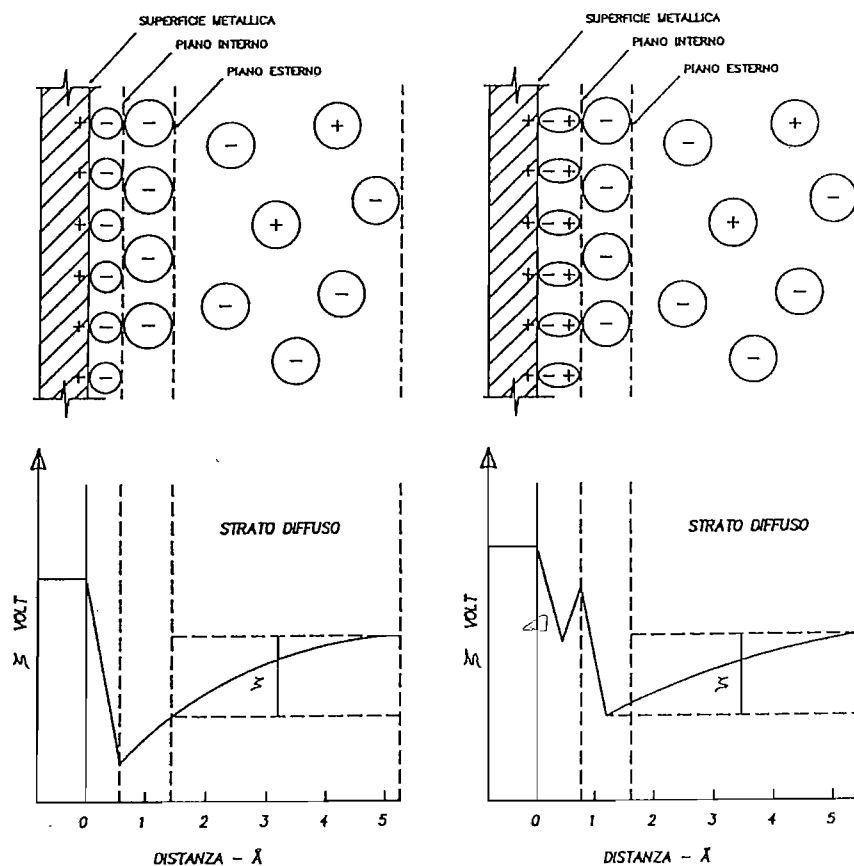 SUPERFICIE METALLICA
PIANO INTERNO
PIANO ESTERNO
SUPERFICIE METALLICA
PIANO INTERNO
PIANO ESTERNO
STRATO DIFFUSO
ξ VOLT
ξ
0 1 2 3 4 5
DISTANZA - Å
STRATO DIFFUSO
ξ VOLT
ξ
0 1 2 3 4 5
DISTANZA - Å